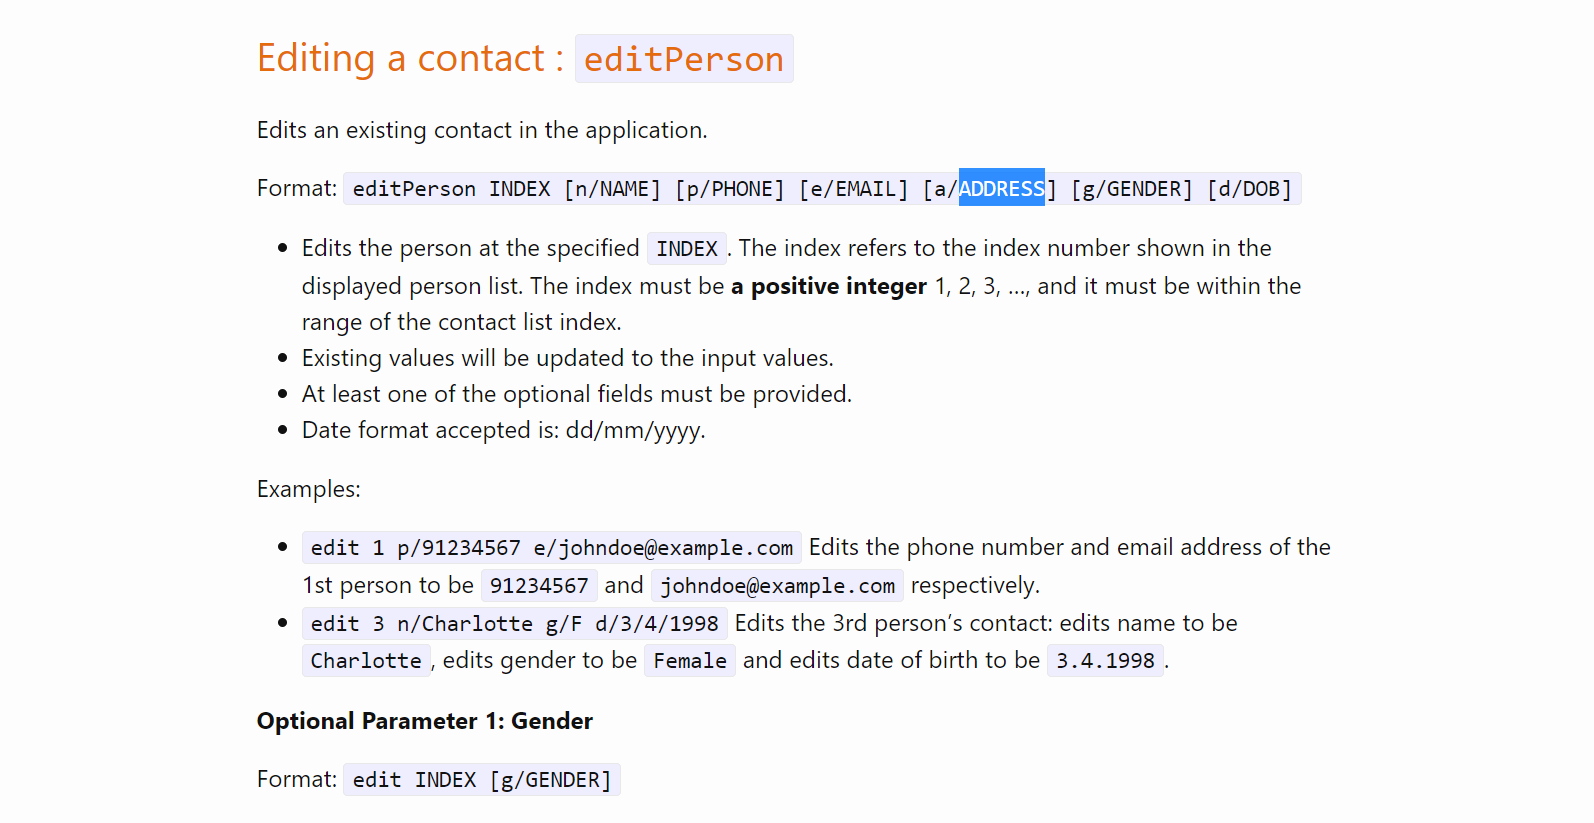 Editing a contact : editPerson
Edits an existing contact in the application.
Format: editPerson INDEX [n/NAME] [p/PHONE] [e/EMAIL] [a/ADDRESS] [g/GENDER] [d/DOB]
• Edits the person at the specified INDEX. The index refers to the index number shown in the
displayed person list. The index must be a positive integer 1, 2, 3, …, and it must be within the
range of the contact list index.
• Existing values will be updated to the input values.
• At least one of the optional fields must be provided.
• Date format accepted is: dd/mm/yyyy.
Examples:
• edit 1 p/91234567 e/johndoe@example.com Edits the phone number and email address of the
1st person to be 91234567 and johndoe@example.com respectively.
• edit 3 n/Charlotte g/F d/3/4/1998 Edits the 3rd person’s contact: edits name to be
Charlotte, edits gender to be Female and edits date of birth to be 3.4.1998.
Optional Parameter 1: Gender
Format: edit INDEX [g/GENDER]